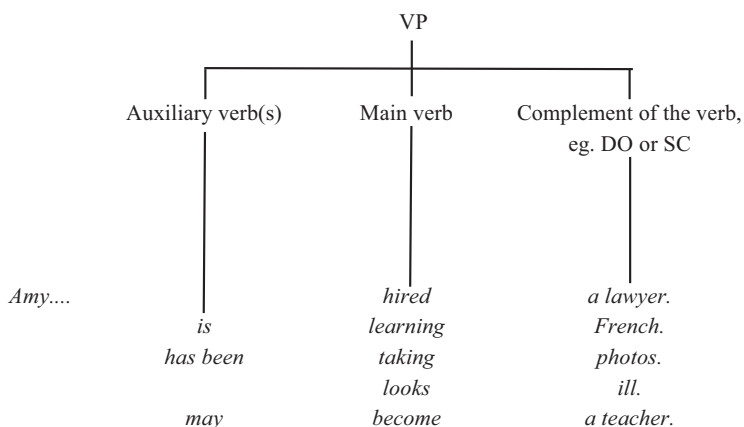 VP
Auxiliary verb(s) Main verb Complement of the verb,
eg. DO or SC
Amy.... hired a lawyer.
is learning French.
has been taking photos.
looks ill.
may become a teacher.